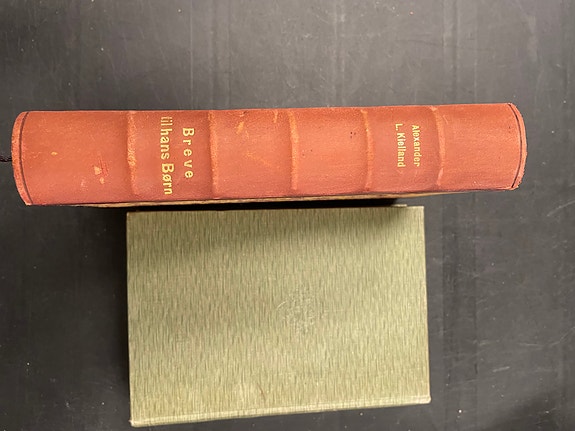 Alexander
L. Kielland
Breve
til hans Børn